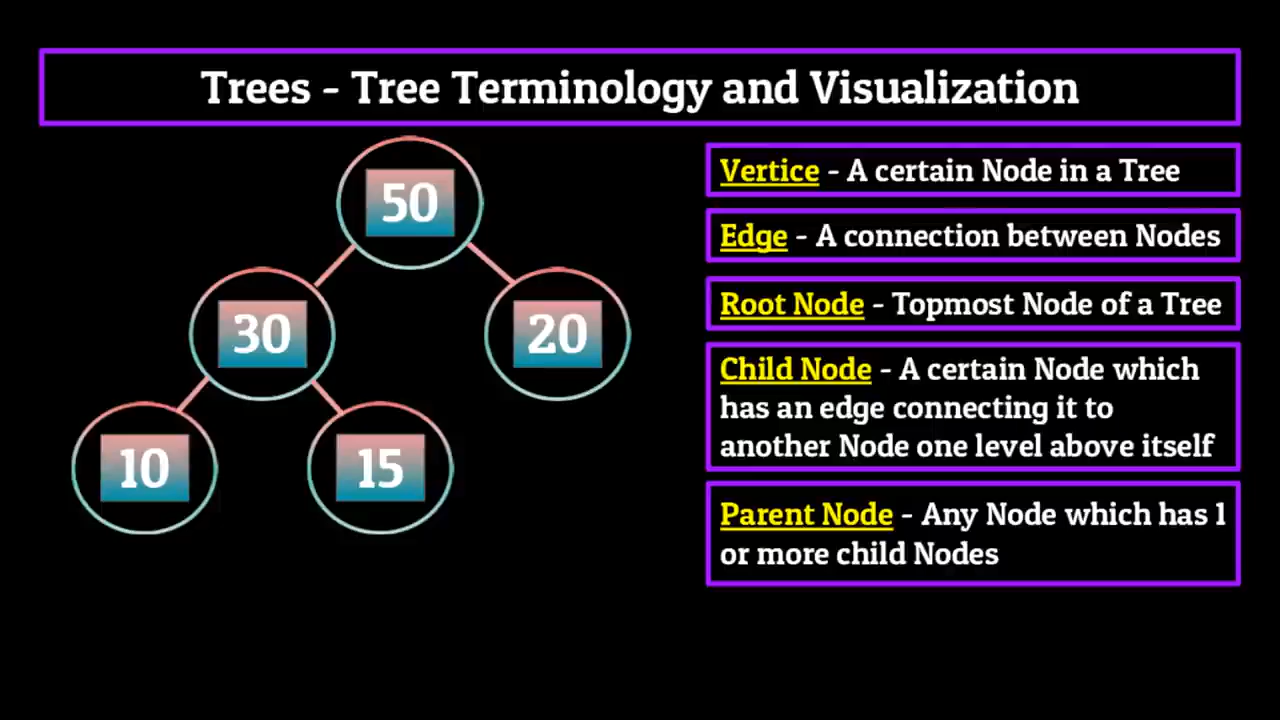 Trees - Tree Terminology and Visualization
50
30
20
10
15
Vertice - A certain Node in a Tree
Edge - A connection between Nodes
Root Node - Topmost Node of a Tree
Child Node - A certain Node which
has an edge connecting it to
another Node one level above itself
Parent Node - Any Node which has 1
or more child Nodes